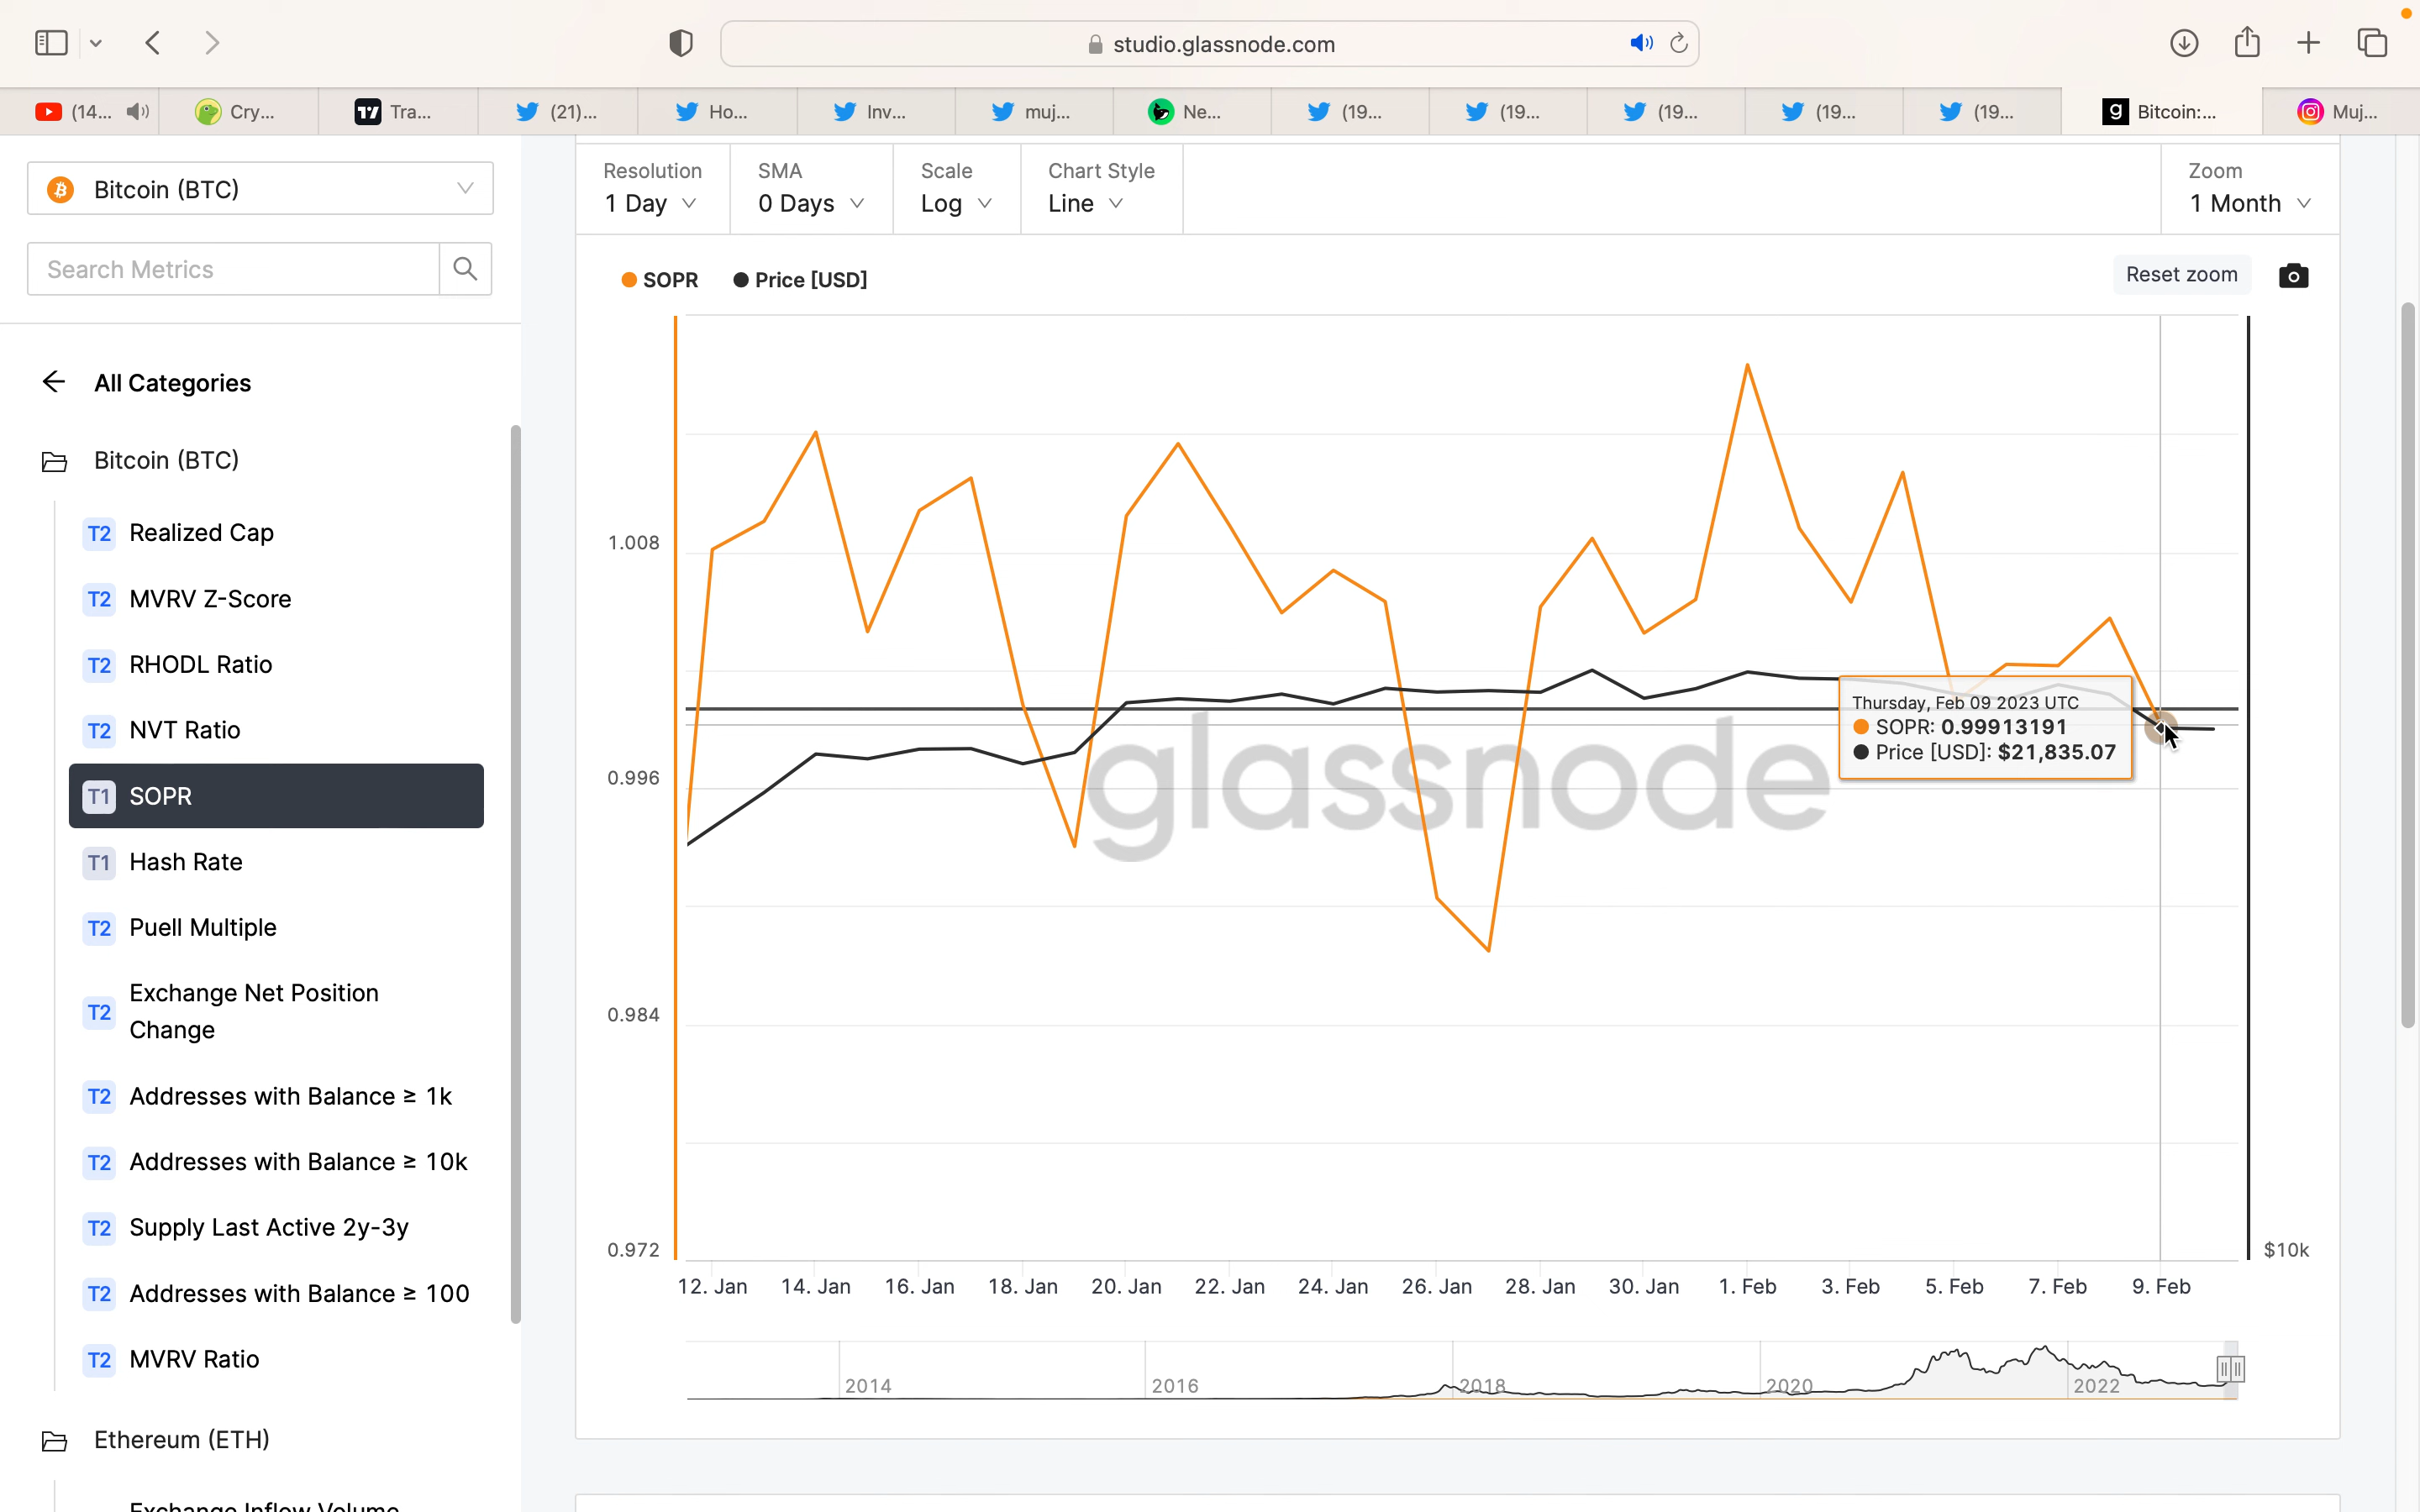 studio.glassnode.com
(14...
Cry...
Tra...
(21)...
Ho...
Inv...
muj...
Ne...
(19...
(19...
(19...
(19...
(19...
g
Bitcoin:...
Muj...
Bitcoin (BTC)
Search Metrics
All Categories
Bitcoin (BTC)
T2 Realized Cap
T2 MVRV Z-Score
T2 RHODL Ratio
T2 NVT Ratio
T1 SOPR
T1 Hash Rate
T2 Puell Multiple
T2 Exchange Net Position
Change
T2 Addresses with Balance ≥ 1k
T2 Addresses with Balance ≥ 10k
T2 Supply Last Active 2y-3y
T2 Addresses with Balance ≥ 100
T2 MVRV Ratio
Ethereum (ETH)
Exchange Inflow Volume
Resolution
1 Day
SMA
0 Days
Scale
Log
Chart Style
Line
Zoom
1 Month
SOPR
Price [USD]
Reset zoom
1.008
0.996
0.984
0.972
$10k
glassnode
Thursday, Feb 09 2023 UTC
SOPR: 0.99913191
Price [USD]: $21,835.07
12. Jan 14. Jan 16. Jan 18. Jan 20. Jan 22. Jan 24. Jan 26. Jan 28. Jan 30. Jan 1. Feb 3. Feb 5. Feb 7. Feb 9. Feb
2014 2016 2018 2020 2022